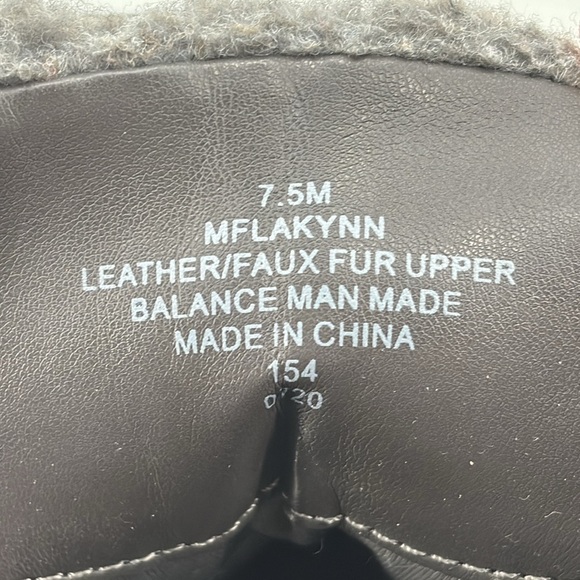 7.5M
MFLAKYNN
LEATHER/FAUX FUR UPPER
BALANCE MAN MADE
MADE IN CHINA
154